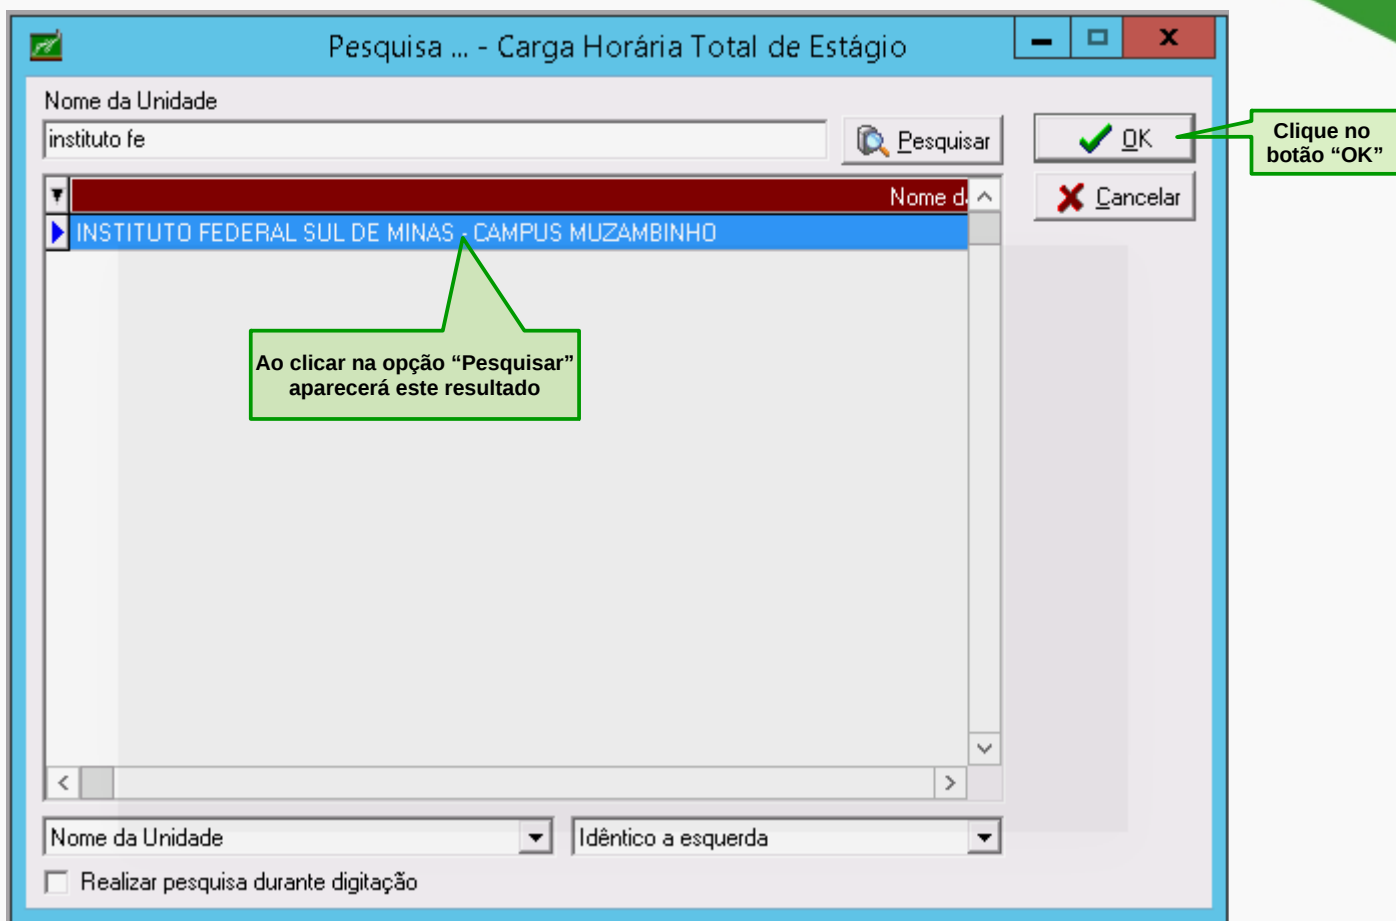 Pesquisa ... - Carga Horária Total de Estágio
Nome da Unidade
instituto fe
Pesquisar
OK
Clique no
botão “OK”
Cancelar
Nome d
INSTITUTO FEDERAL SUL DE MINAS - CAMPUS MUZAMBINHO
Ao clicar na opção “Pesquisar”
aparecerá este resultado
Nome da Unidade
Idêntico a esquerda
Realizar pesquisa durante digitação